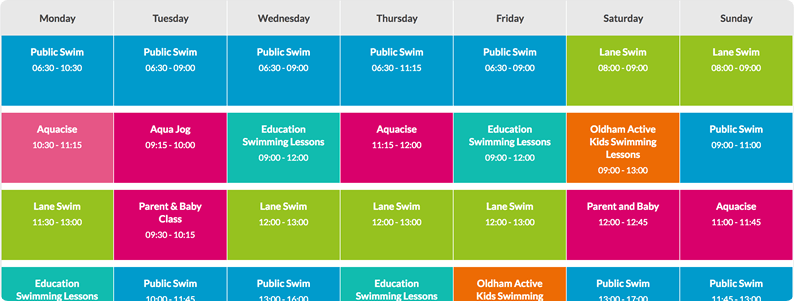 Monday Tuesday Wednesday Thursday Friday Saturday Sunday
Public Swim Public Swim Public Swim Public Swim Public Swim Lane Swim Lane Swim
06:30 - 10:30 06:30 - 09:00 06:30 - 09:00 06:30 - 11:15 06:30 - 09:00 08:00 - 09:00 08:00 - 09:00
Aquacise Aqua Jog Education Aquacise Education Oldham Active Public Swim
10:30 - 11:15 09:15 - 10:00 Swimming Lessons 11:15 - 12:00 Swimming Lessons Kids Swimming 09:00 - 11:00
09:00 - 12:00 09:00 - 12:00 Lessons
09:00 - 13:00
Lane Swim Parent & Baby Lane Swim Lane Swim Lane Swim Parent and Baby Aquacise
11:30 - 13:00 Class 12:00 - 13:00 12:00 - 13:00 12:00 - 13:00 12:00 - 12:45 11:00 - 11:45
09:30 - 10:15
Education Public Swim Public Swim Education Oldham Active Public Swim Public Swim
Swimming Lessons 10:00 - 11:45 13:00 - 16:00 Swimming Lessons Kids Swimming 13:00 - 17:00 11:45 - 13:00